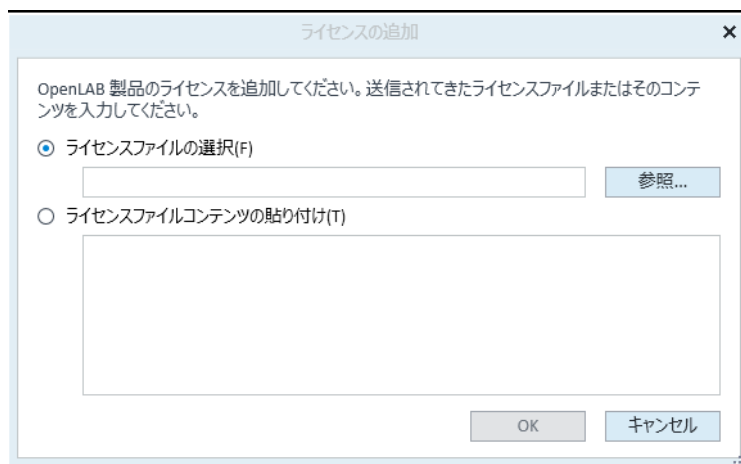 ライセンスの追加
OpenLAB 製品のライセンスを追加してください。送信されてきたライセンスファイルまたはそのコンテ
ンツを入力してください。
ライセンスファイルの選択(F)
参照...
ライセンスファイルコンテンツの貼り付け(T)
OK
キャンセル